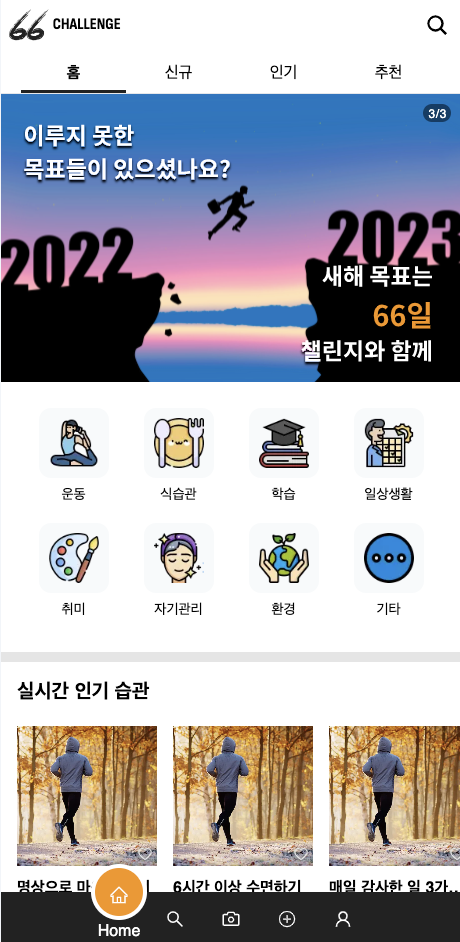 66 CHALLENGE
홈 신규 인기 추천
3/3
이루지 못한
목표들이 있으셨나요?
2022
2023
새해 목표는
66일
챌린지와 함께
운동 식습관 학습 일상생활
취미 자기관리 환경 기타
실시간 인기 습관
명상으로 마
6시간 이상 수면하기
매일 감사한 일 3가..
Home